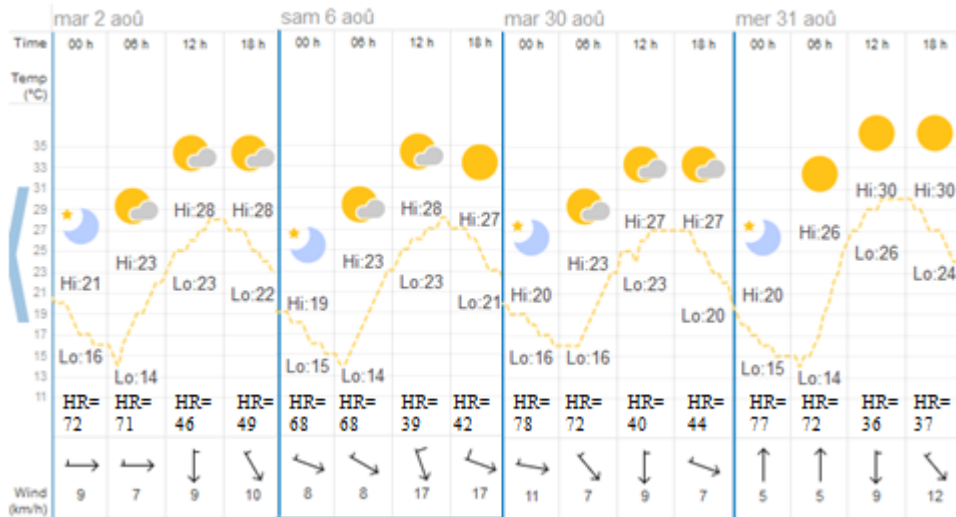 mar 2 aoû sam 6 aoû mar 30 aoû mer 31 aoû
Time 00 h 06 h 12 h 18 h 00 h 06 h 12 h 18 h 00 h 06 h 12 h 18 h 00 h 06 h 12 h 18 h
Temp
(°C)
35
31
29
27
25
23
21
19
17
15
13
11
Hi:21 Hi:23 Hi:28 Hi:28 Hi:19 Hi:23 Hi:28 Hi:27 Hi:20 Hi:23 Hi:27 Hi:27 Hi:20 Hi:26 Hi:30 Hi:30
Lo:16 Lo:14 Lo:23 Lo:22 Lo:15 Lo:14 Lo:23 Lo:21 Lo:16 Lo:16 Lo:23 Lo:20 Lo:15 Lo:14 Lo:26 Lo:24
HR= HR= HR= HR= HR= HR= HR= HR= HR= HR= HR= HR= HR= HR= HR= HR=
72 71 46 49 68 68 39 42 78 72 40 44 77 72 36 37
Wind 9 7 9 10 8 8 17 17 11 7 9 7 5 5 9 12
(km/h)